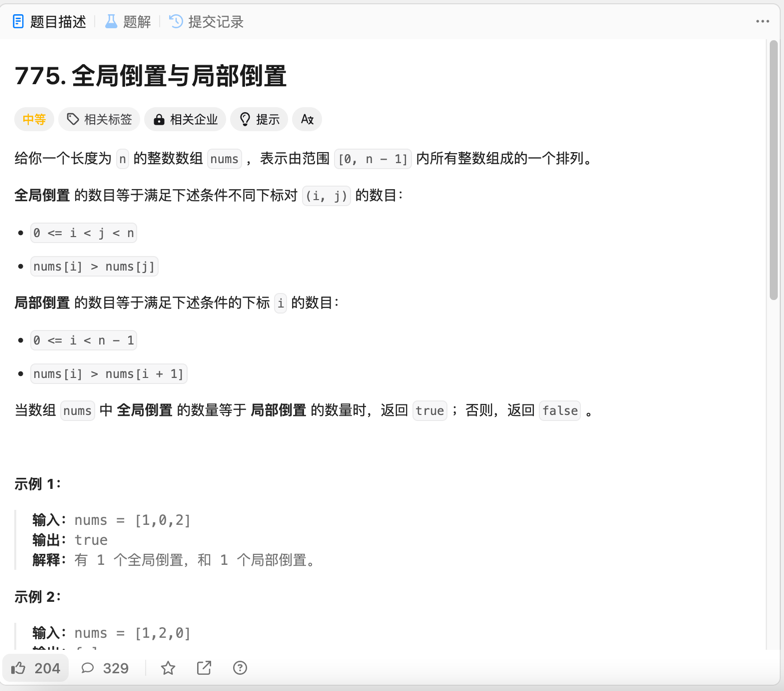 题目描述 题解 提交记录
775. 全局倒置与局部倒置
中等 相关标签 相关企业 提示
给你一个长度为 n 的整数数组 nums ，表示由范围 [0, n - 1] 内所有整数组成的一个排列。
全局倒置 的数目等于满足下述条件不同下标对 (i, j) 的数目：
0 <= i < j < n
nums[i] > nums[j]
局部倒置 的数目等于满足下述条件的下标 i 的数目：
0 <= i < n - 1
nums[i] > nums[i + 1]
当数组 nums 中 全局倒置 的数量等于 局部倒置 的数量时，返回 true ；否则，返回 false 。
示例 1：
输入：nums = [1,0,2]
输出：true
解释：有 1 个全局倒置，和 1 个局部倒置。
示例 2：
输入：nums = [1,2,0]
204 329